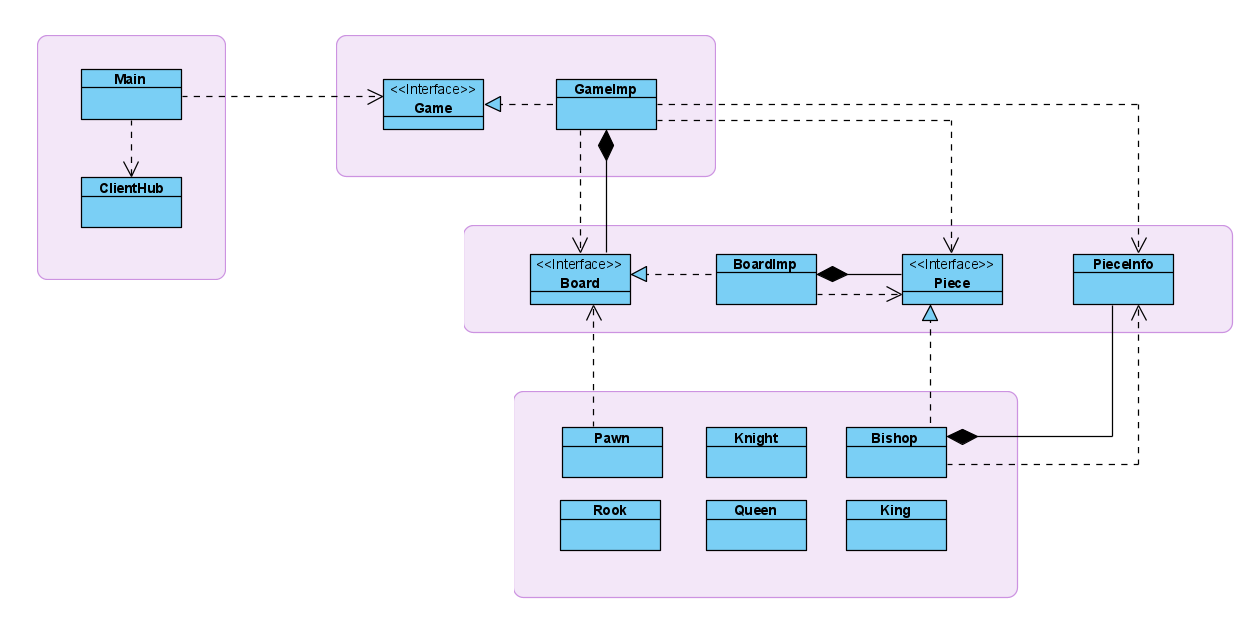 Main
ClientHub
<<Interface>>
Game
GameImp
<<Interface>>
Board
BoardImp
<<Interface>>
Piece
PieceInfo
Pawn
Knight
Bishop
Rook
Queen
King